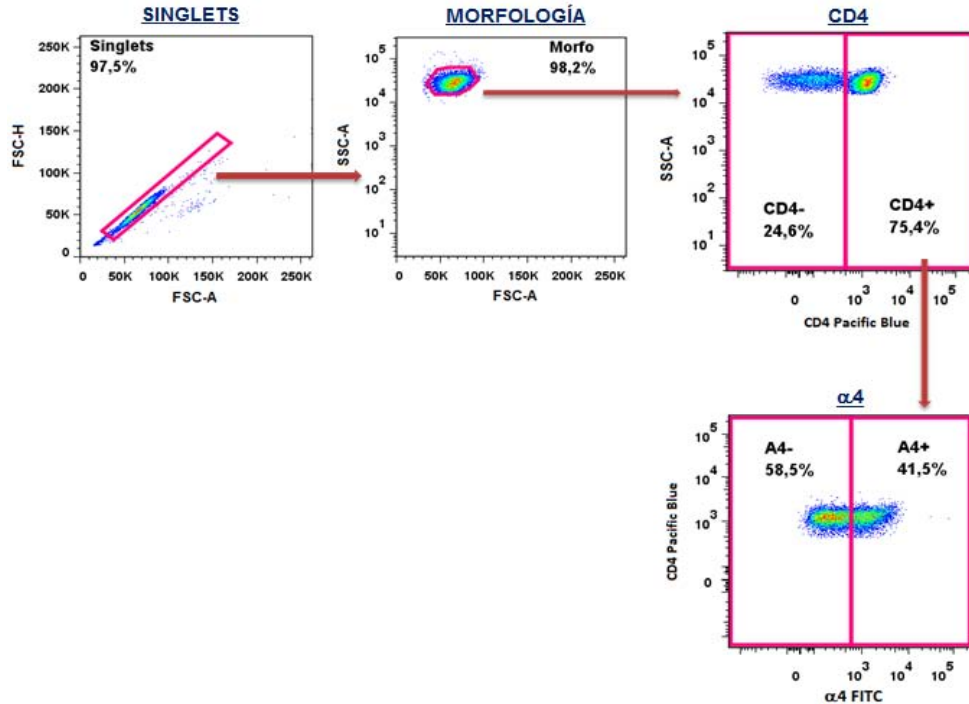 SINGLETS
MORFOLOGÍA
CD4
250K
200K
150K
100K
50K
0
FSC-H
Singlets
97,5%
0 50K 100K 150K 200K 250K
FSC-A
10^5
10^4
10^3
10^2
10^1
SSC-A
Morfo
98,2%
0 50K 100K 150K 200K 250K
FSC-A
10^5
10^4
10^3
10^2
10^1
SSC-A
CD4-
24,6%
CD4+
75,4%
0 10^3 10^4 10^5
CD4 Pacific Blue
α4
10^5
10^4
10^3
0
CD4 Pacific Blue
A4-
58,5%
A4+
41,5%
0 10^3 10^4 10^5
α4 FITC